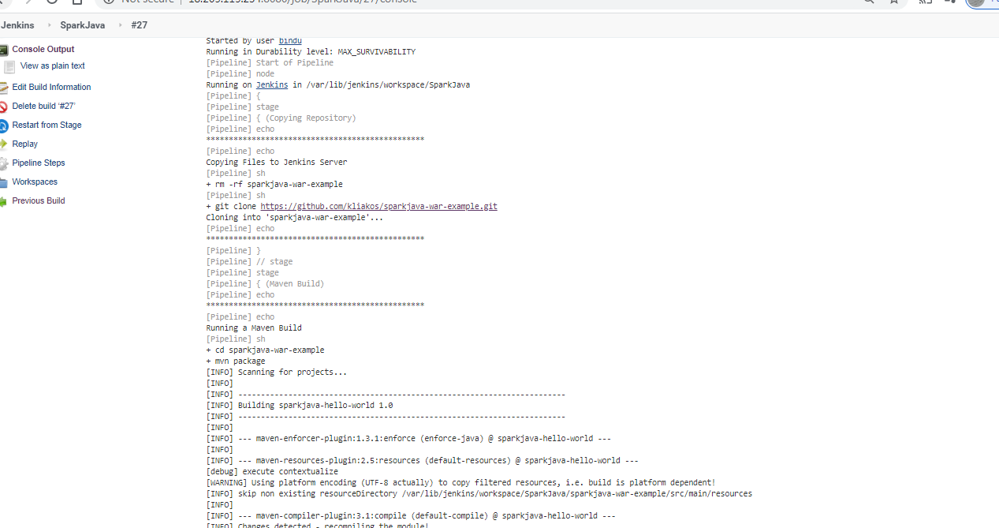 Not secure | 18.209.113.234:8080/job/SparkJava/27/console
Jenkins SparkJava #27
Console Output
View as plain text
Edit Build Information
Delete build '#27'
Restart from Stage
Replay
Pipeline Steps
Workspaces
Previous Build
Started by user bindu
Running in Durability level: MAX_SURVIVABILITY
[Pipeline] Start of Pipeline
[Pipeline] node
Running on Jenkins in /var/lib/jenkins/workspace/SparkJava
[Pipeline] {
[Pipeline] stage
[Pipeline] { (Copying Repository)
[Pipeline] echo
************************************************
[Pipeline] echo
Copying Files to Jenkins Server
[Pipeline] sh
+ rm -rf sparkjava-war-example
[Pipeline] sh
+ git clone https://github.com/kliakos/sparkjava-war-example.git
Cloning into 'sparkjava-war-example'...
[Pipeline] echo
************************************************
[Pipeline] }
[Pipeline] // stage
[Pipeline] stage
[Pipeline] { (Maven Build)
[Pipeline] echo
************************************************
[Pipeline] echo
Running a Maven Build
[Pipeline] sh
+ cd sparkjava-war-example
+ mvn package
[INFO] Scanning for projects...
[INFO]
[INFO] ------------------------------------------------------------------------
[INFO] Building sparkjava-hello-world 1.0
[INFO] ------------------------------------------------------------------------
[INFO]
[INFO] --- maven-enforcer-plugin:1.3.1:enforce (enforce-java) @ sparkjava-hello-world ---
[INFO]
[INFO] --- maven-resources-plugin:2.5:resources (default-resources) @ sparkjava-hello-world ---
[debug] execute contextualize
[WARNING] Using platform encoding (UTF-8 actually) to copy filtered resources, i.e. build is platform dependent!
[INFO] skip non existing resourceDirectory /var/lib/jenkins/workspace/SparkJava/sparkjava-war-example/src/main/resources
[INFO]
[INFO] --- maven-compiler-plugin:3.1:compile (default-compile) @ sparkjava-hello-world ---
[INFO] Changes detected - recompiling the module!